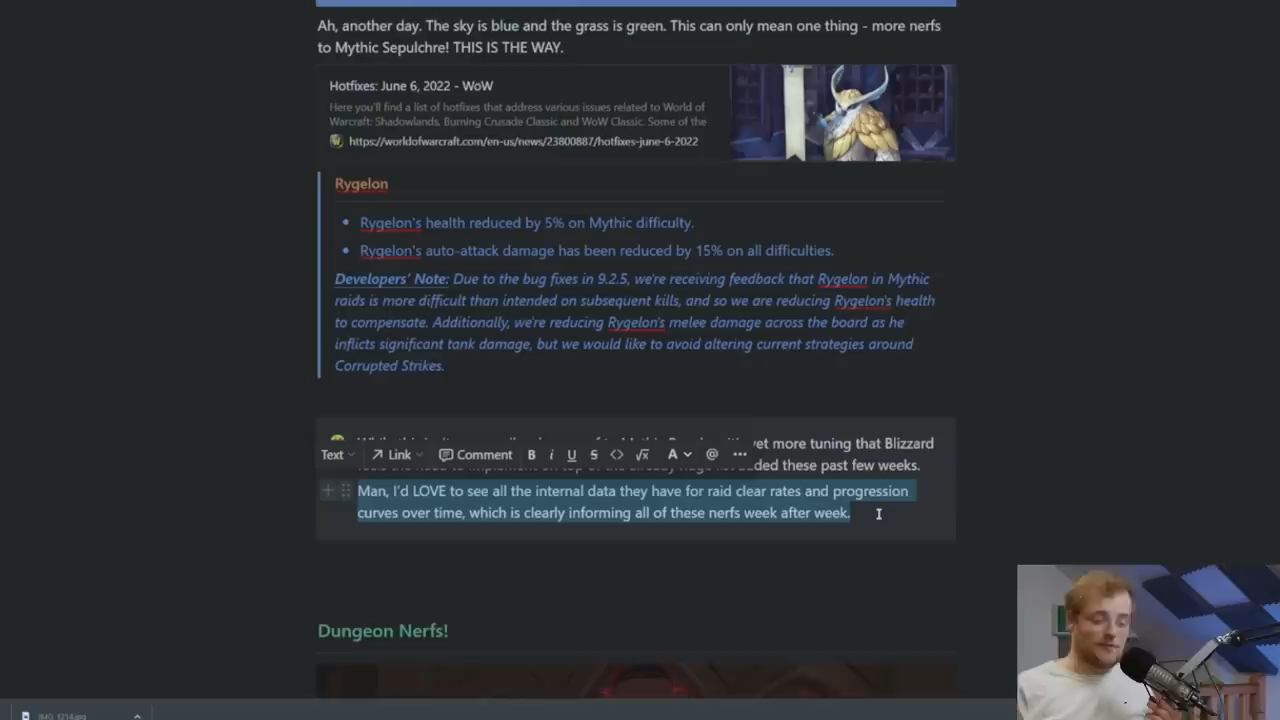 Ah, another day. The sky is blue and the grass is green. This can only mean one thing - more nerfs
to Mythic Sepulchre! THIS IS THE WAY.
Hotfixes: June 6, 2022 - WoW
Here you'll find a list of hotfixes that address various issues related to World of
Warcraft: Shadowlands, Burning Crusade Classic and WoW Classic. Some of the
https://worldofwarcraft.com/en-us/news/23800887/hotfixes-june-6-2022
Rygelon
• Rygelon's health reduced by 5% on Mythic difficulty.
• Rygelon's auto-attack damage has been reduced by 15% on all difficulties.
Developers' Note: Due to the bug fixes in 9.2.5, we're receiving feedback that Rygelon in Mythic
raids is more difficult than intended on subsequent kills, and so we are reducing Rygelon's health
to compensate. Additionally, we're reducing Rygelon's melee damage across the board as he
inflicts significant tank damage, but we would like to avoid altering current strategies around
Corrupted Strikes.
yet more tuning that Blizzard
Text Link Comment B i U S <> √x A @ •••
these past few weeks.
Man, I'd LOVE to see all the internal data they have for raid clear rates and progression
curves over time, which is clearly informing all of these nerfs week after week.
Dungeon Nerfs!